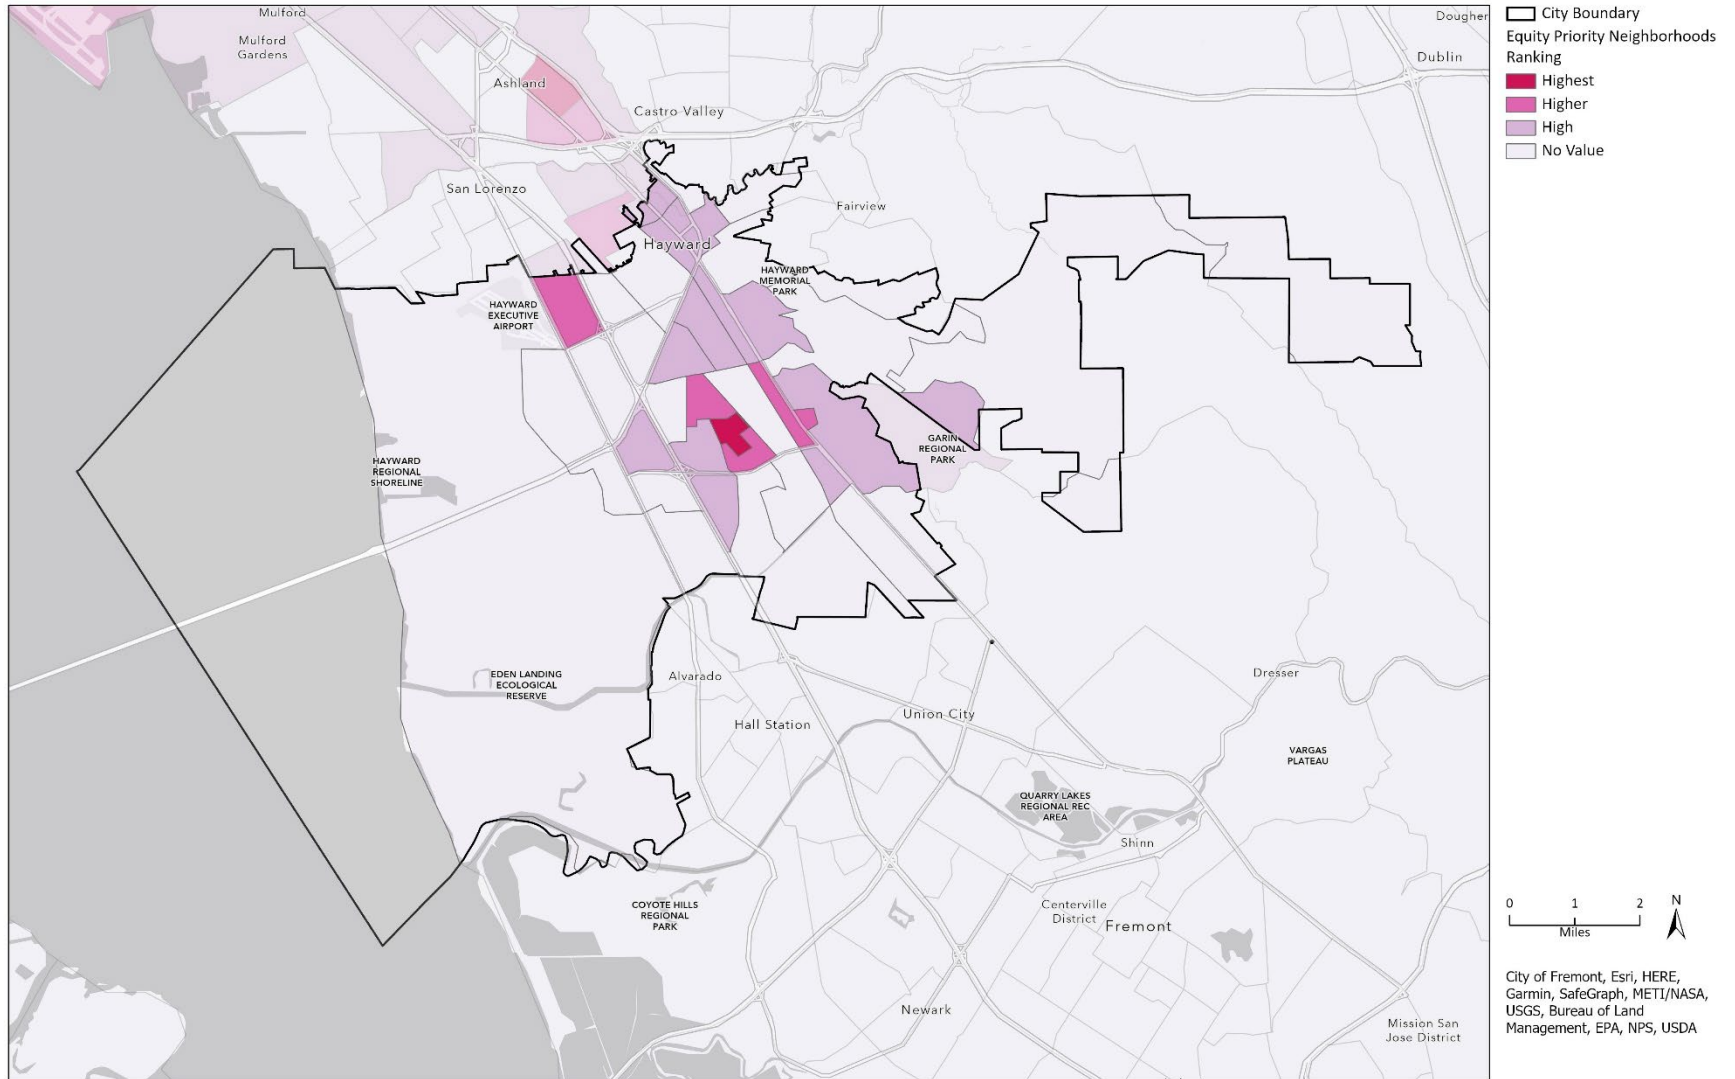 Mulford
Mulford
Gardens
Ashland
Castro Valley
San Lorenzo
Fairview
Hayward
HAYWARD
MEMORIAL
PARK
HAYWARD
EXECUTIVE
AIRPORT
GARIN
REGIONAL
PARK
HAYWARD
REGIONAL
SHORELINE
EDEN LANDING
ECOLOGICAL
RESERVE
Alvarado
Hall Station
Union City
Dresser
VARGAS
PLATEAU
QUARRY LAKES
REGIONAL REC
AREA
Shinn
COYOTE HILLS
REGIONAL
PARK
Centerville
District
Fremont
Newark
Mission San
Jose District
Dougher
Dublin
City Boundary
Equity Priority Neighborhoods
Ranking
Highest
Higher
High
No Value
0 1 2
Miles
N
City of Fremont, Esri, HERE,
Garmin, SafeGraph, METI/NASA,
USGS, Bureau of Land
Management, EPA, NPS, USDA